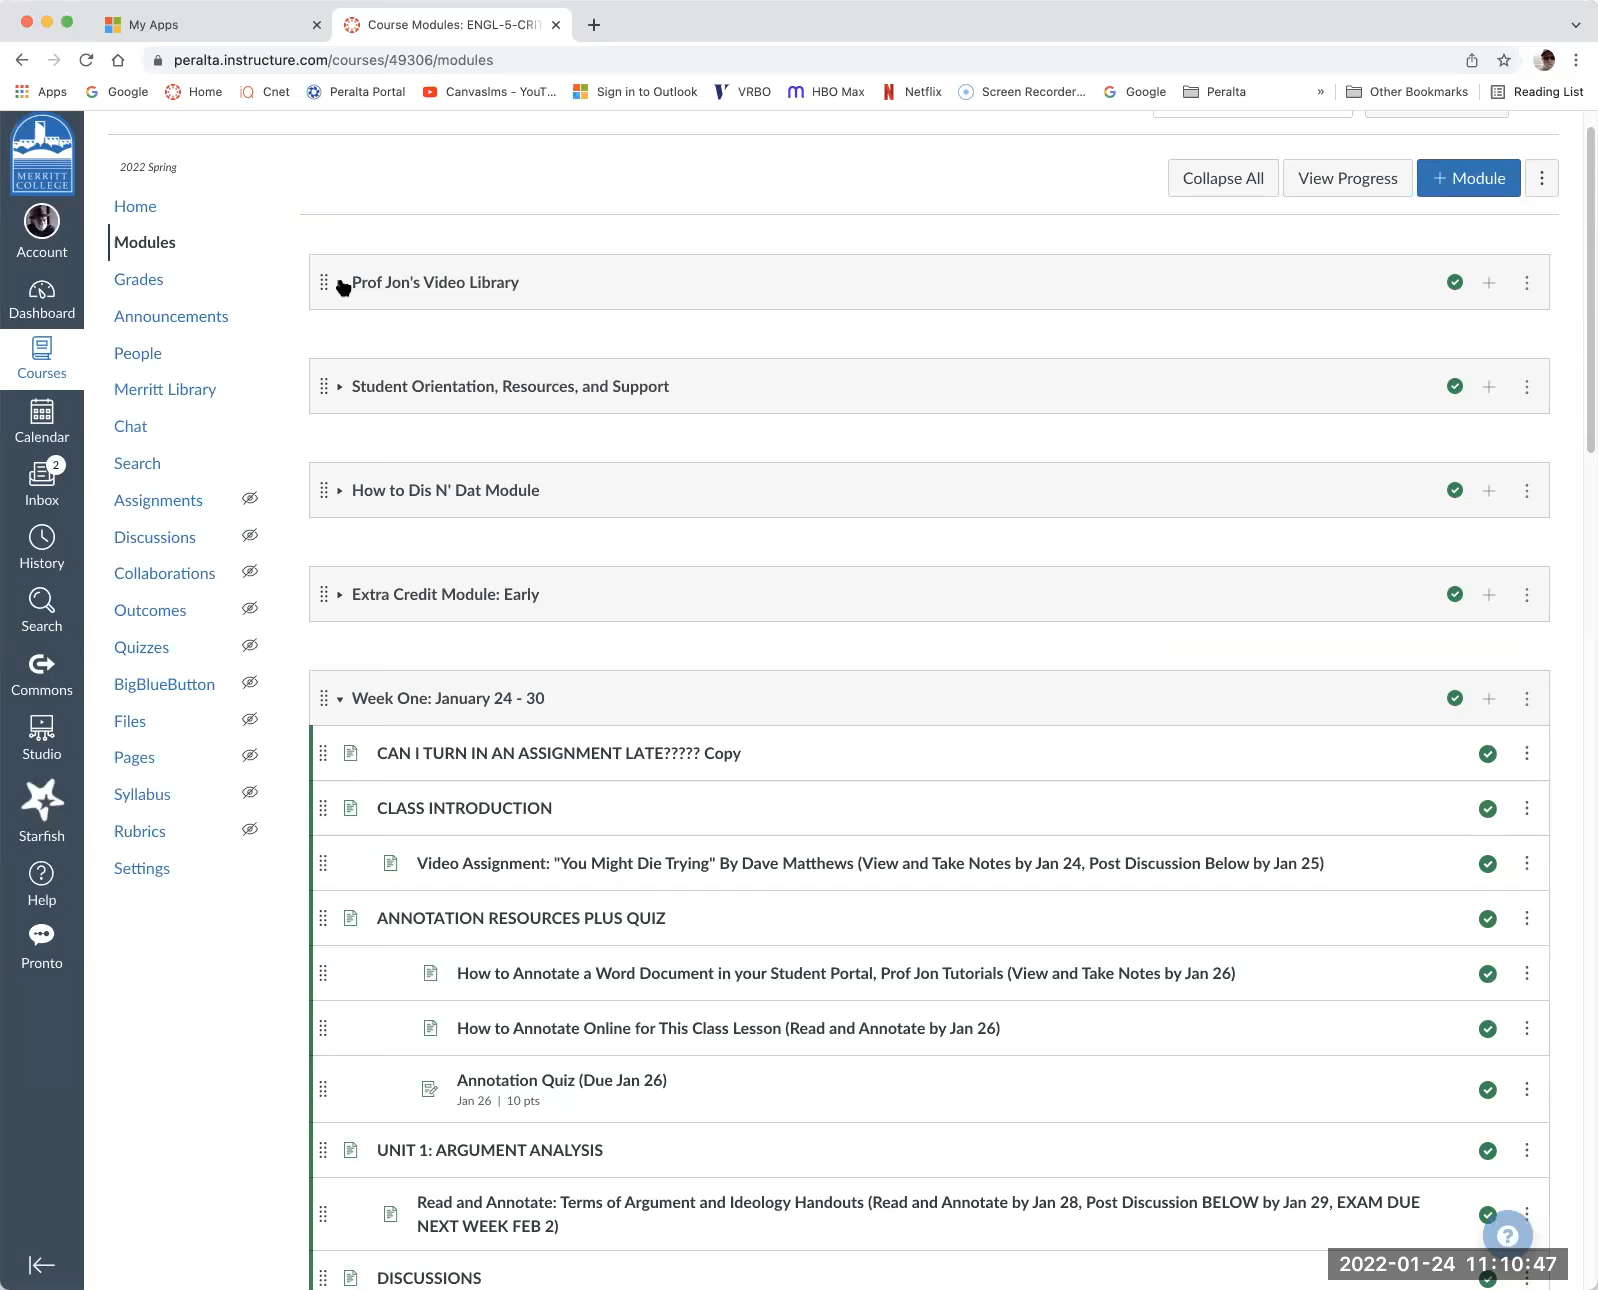 My Apps
Course Modules: ENGL-5-CRIT
peralta.instructure.com/courses/49306/modules
Apps
Google
Home
Cnet
Peralta Portal
Canvaslms - YouT...
Sign in to Outlook
VRBO
HBO Max
Netflix
Screen Recorder...
Google
Peralta
»
Other Bookmarks
Reading List
MERRITT
COLLEGE
Account
Dashboard
Courses
Calendar
2
Inbox
History
Search
Commons
Studio
Starfish
Help
Pronto
2022 Spring
Home
Modules
Grades
Announcements
People
Merritt Library
Chat
Search
Assignments
Discussions
Collaborations
Outcomes
Quizzes
BigBlueButton
Files
Pages
Syllabus
Rubrics
Settings
Collapse All
View Progress
+ Module
Prof Jon's Video Library
Student Orientation, Resources, and Support
How to Dis N' Dat Module
Extra Credit Module: Early
Week One: January 24 - 30
CAN I TURN IN AN ASSIGNMENT LATE????? Copy
CLASS INTRODUCTION
Video Assignment: "You Might Die Trying" By Dave Matthews (View and Take Notes by Jan 24, Post Discussion Below by Jan 25)
ANNOTATION RESOURCES PLUS QUIZ
How to Annotate a Word Document in your Student Portal, Prof Jon Tutorials (View and Take Notes by Jan 26)
How to Annotate Online for This Class Lesson (Read and Annotate by Jan 26)
Annotation Quiz (Due Jan 26)
Jan 26 | 10 pts
UNIT 1: ARGUMENT ANALYSIS
Read and Annotate: Terms of Argument and Ideology Handouts (Read and Annotate by Jan 28, Post Discussion BELOW by Jan 29, EXAM DUE
NEXT WEEK FEB 2)
DISCUSSIONS
2022-01-24 11:10:47